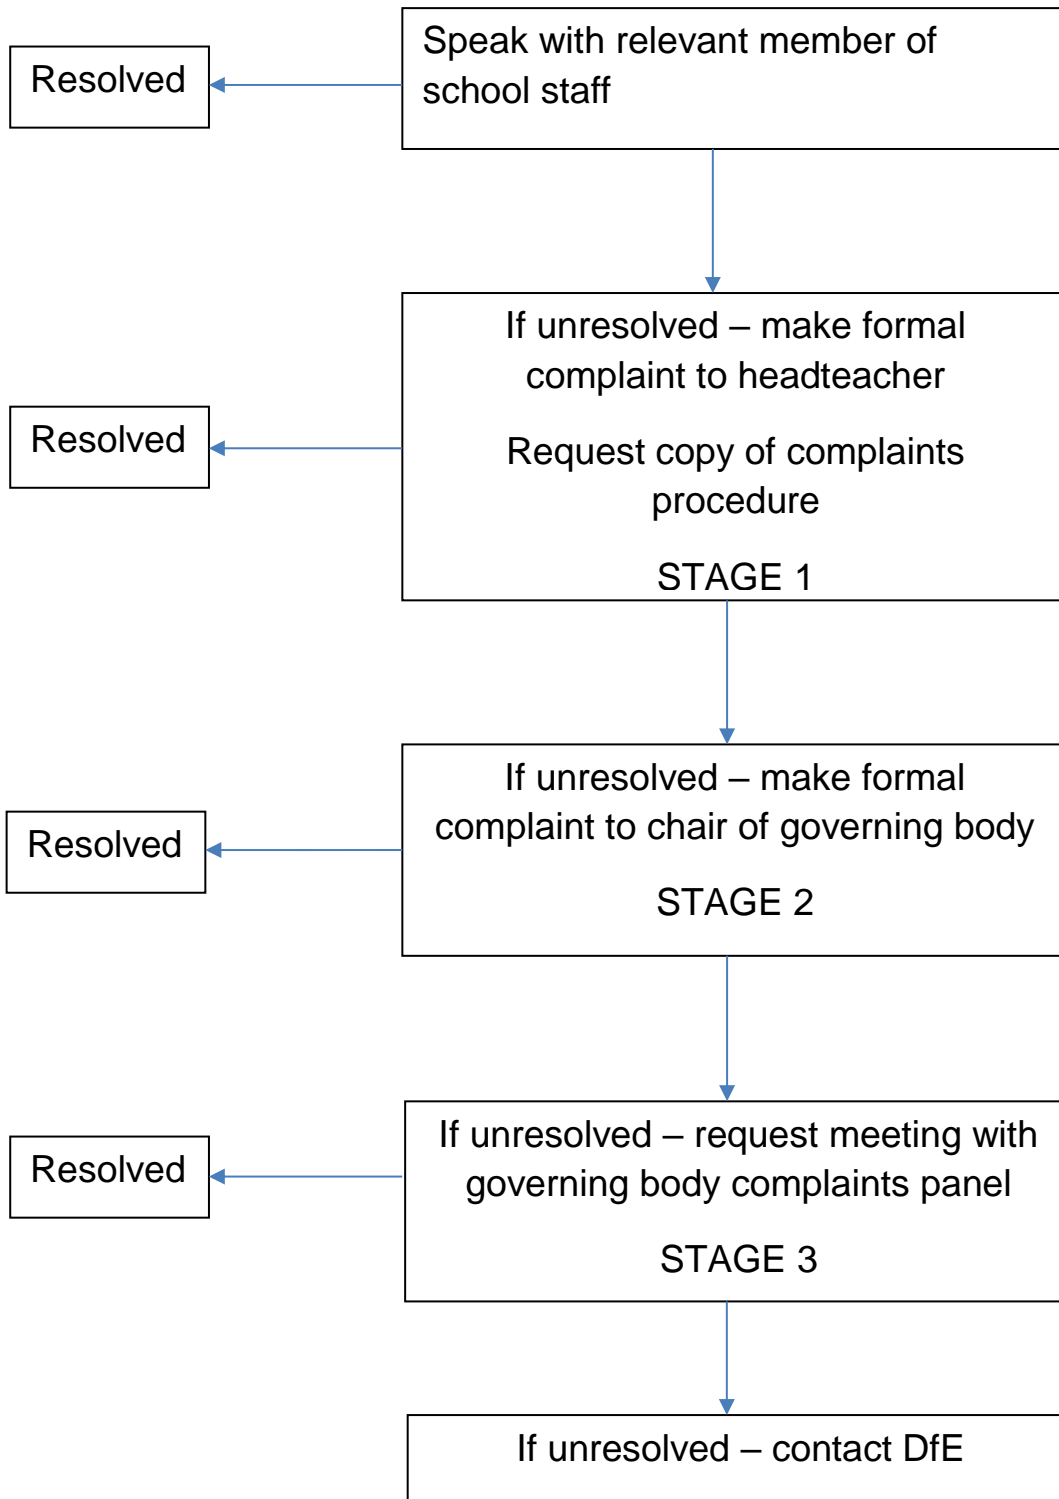 Speak with relevant member of
school staff
Resolved
If unresolved – make formal
complaint to headteacher
Request copy of complaints
procedure
STAGE 1
Resolved
If unresolved – make formal
complaint to chair of governing body
STAGE 2
Resolved
If unresolved – request meeting with
governing body complaints panel
STAGE 3
Resolved
If unresolved – contact DfE